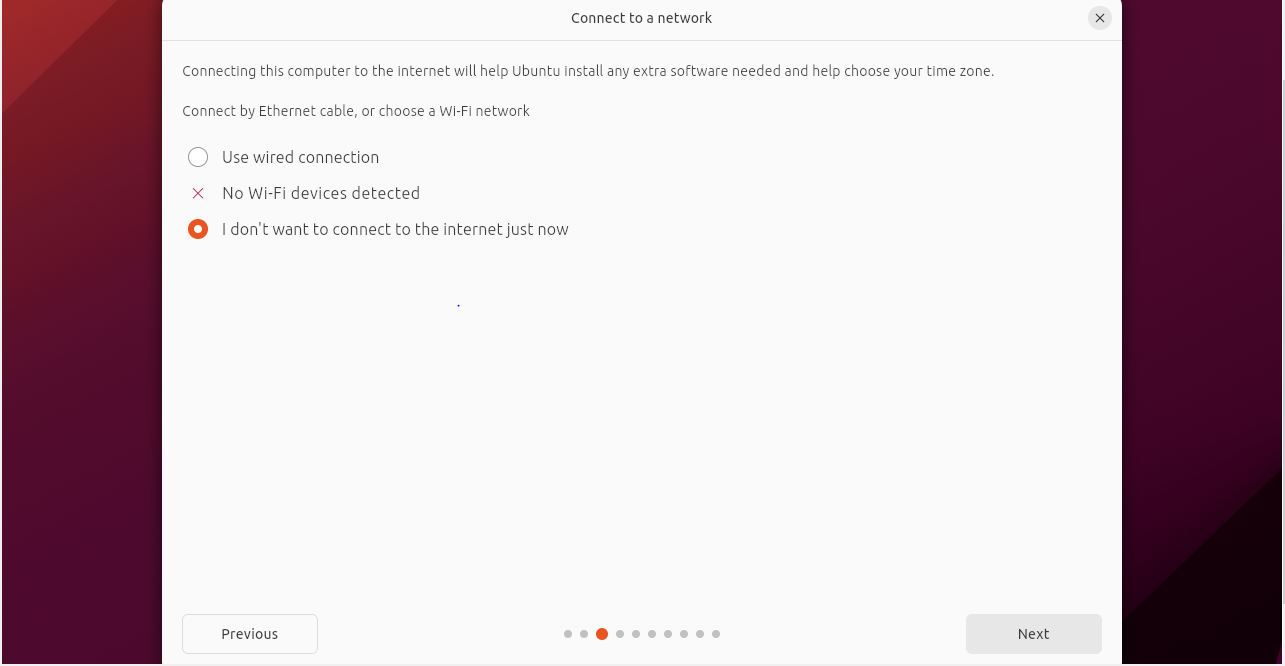 Connect to a network
Connecting this computer to the internet will help Ubuntu install any extra software needed and help choose your time zone.
Connect by Ethernet cable, or choose a Wi-Fi network
Use wired connection
No Wi-Fi devices detected
I don't want to connect to the internet just now
Previous
Next